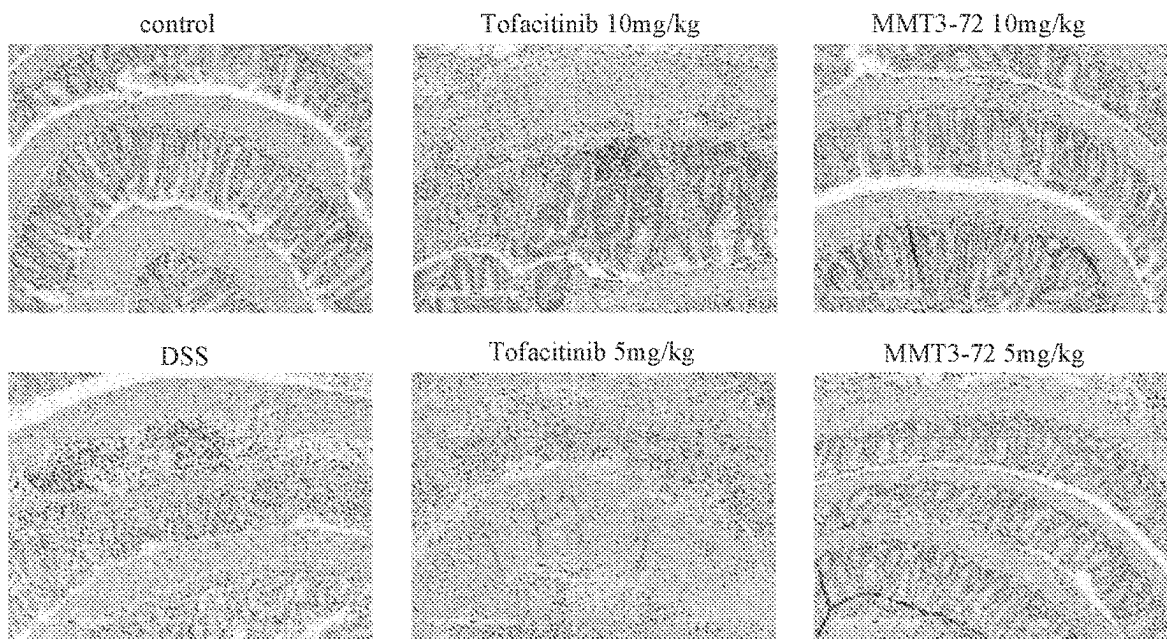 control
Tofacitinib 10mg/kg
MMT3-72 10mg/kg
DSS
Tofacitinib 5mg/kg
MMT3-72 5mg/kg